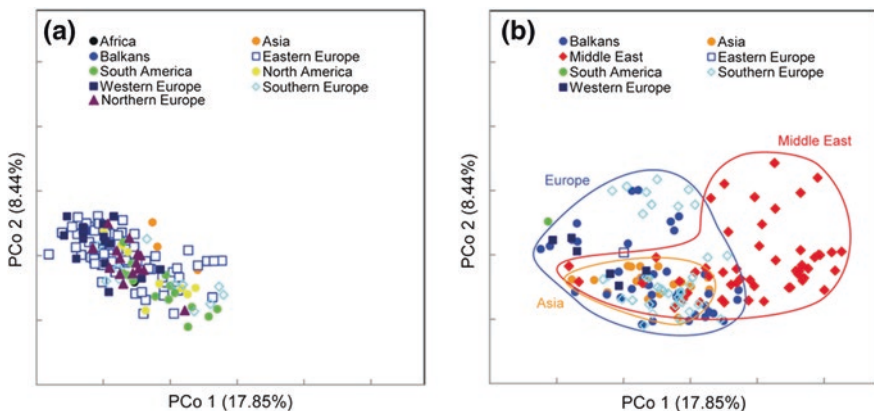 (a)
Africa
Asia
Balkans
Eastern Europe
South America
North America
Western Europe
Southern Europe
Northern Europe
PCo 2 (8.44%)
PCo 1 (17.85%)
(b)
Balkans
Asia
Middle East
Eastern Europe
South America
Southern Europe
Western Europe
Middle East
Europe
Asia
PCo 2 (8.44%)
PCo 1 (17.85%)